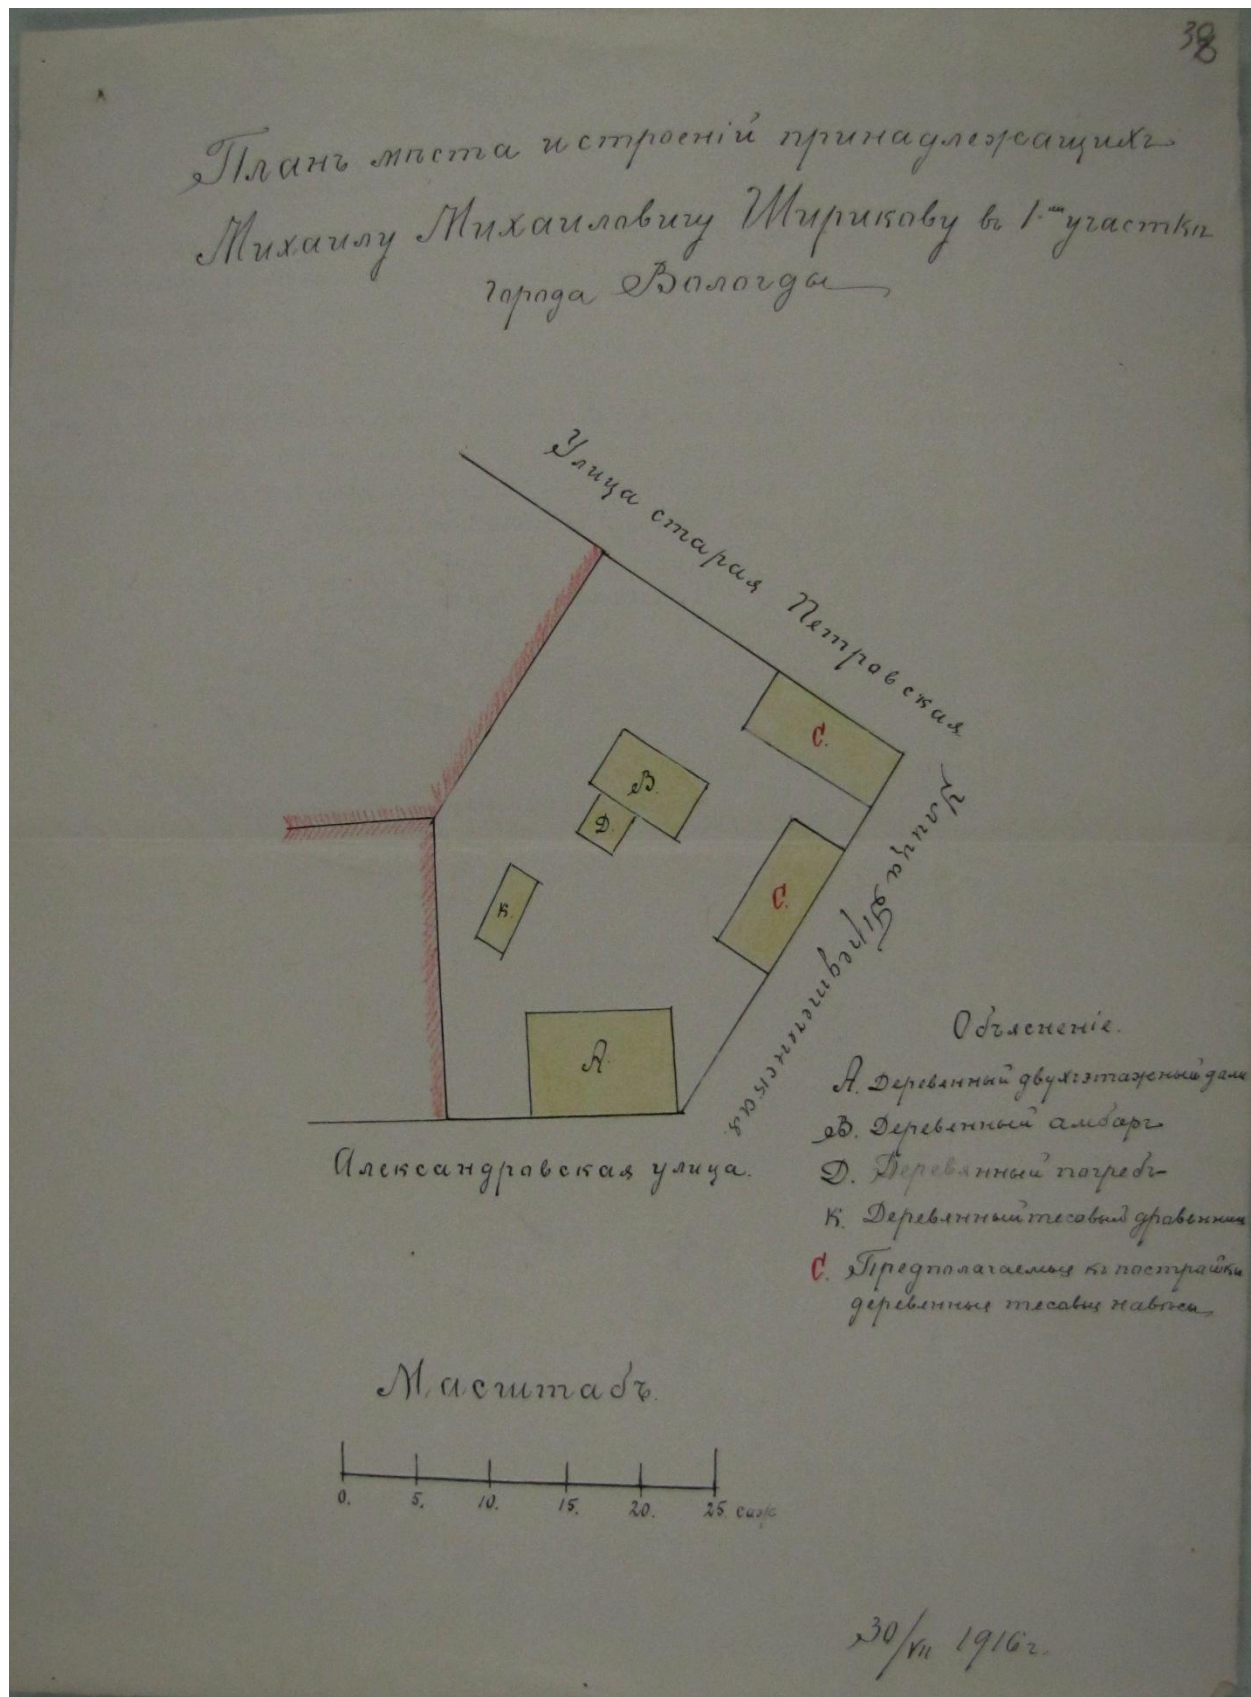 38
Планъ мѣста и строеній принадлежащихъ
Михаилу Михаиловичу Ширикову въ 1-мъ участкѣ
города Вологды
Улица старая Петровская
С.
В.
Д.
С.
К.
Улица Предтеченская
А.
Александровская улица.
Объясненіе.
А. Деревянный двухъэтажный домъ
В. Деревянный амбаръ
Д. Деревянный погребъ
К. Деревянный тесовый дровянникъ
С. Предполагаемые къ постройкѣ
деревянные тесовые навѣсы
Масштабъ.
0. 5. 10. 15. 20. 25. саж
30/VII 1916 г.